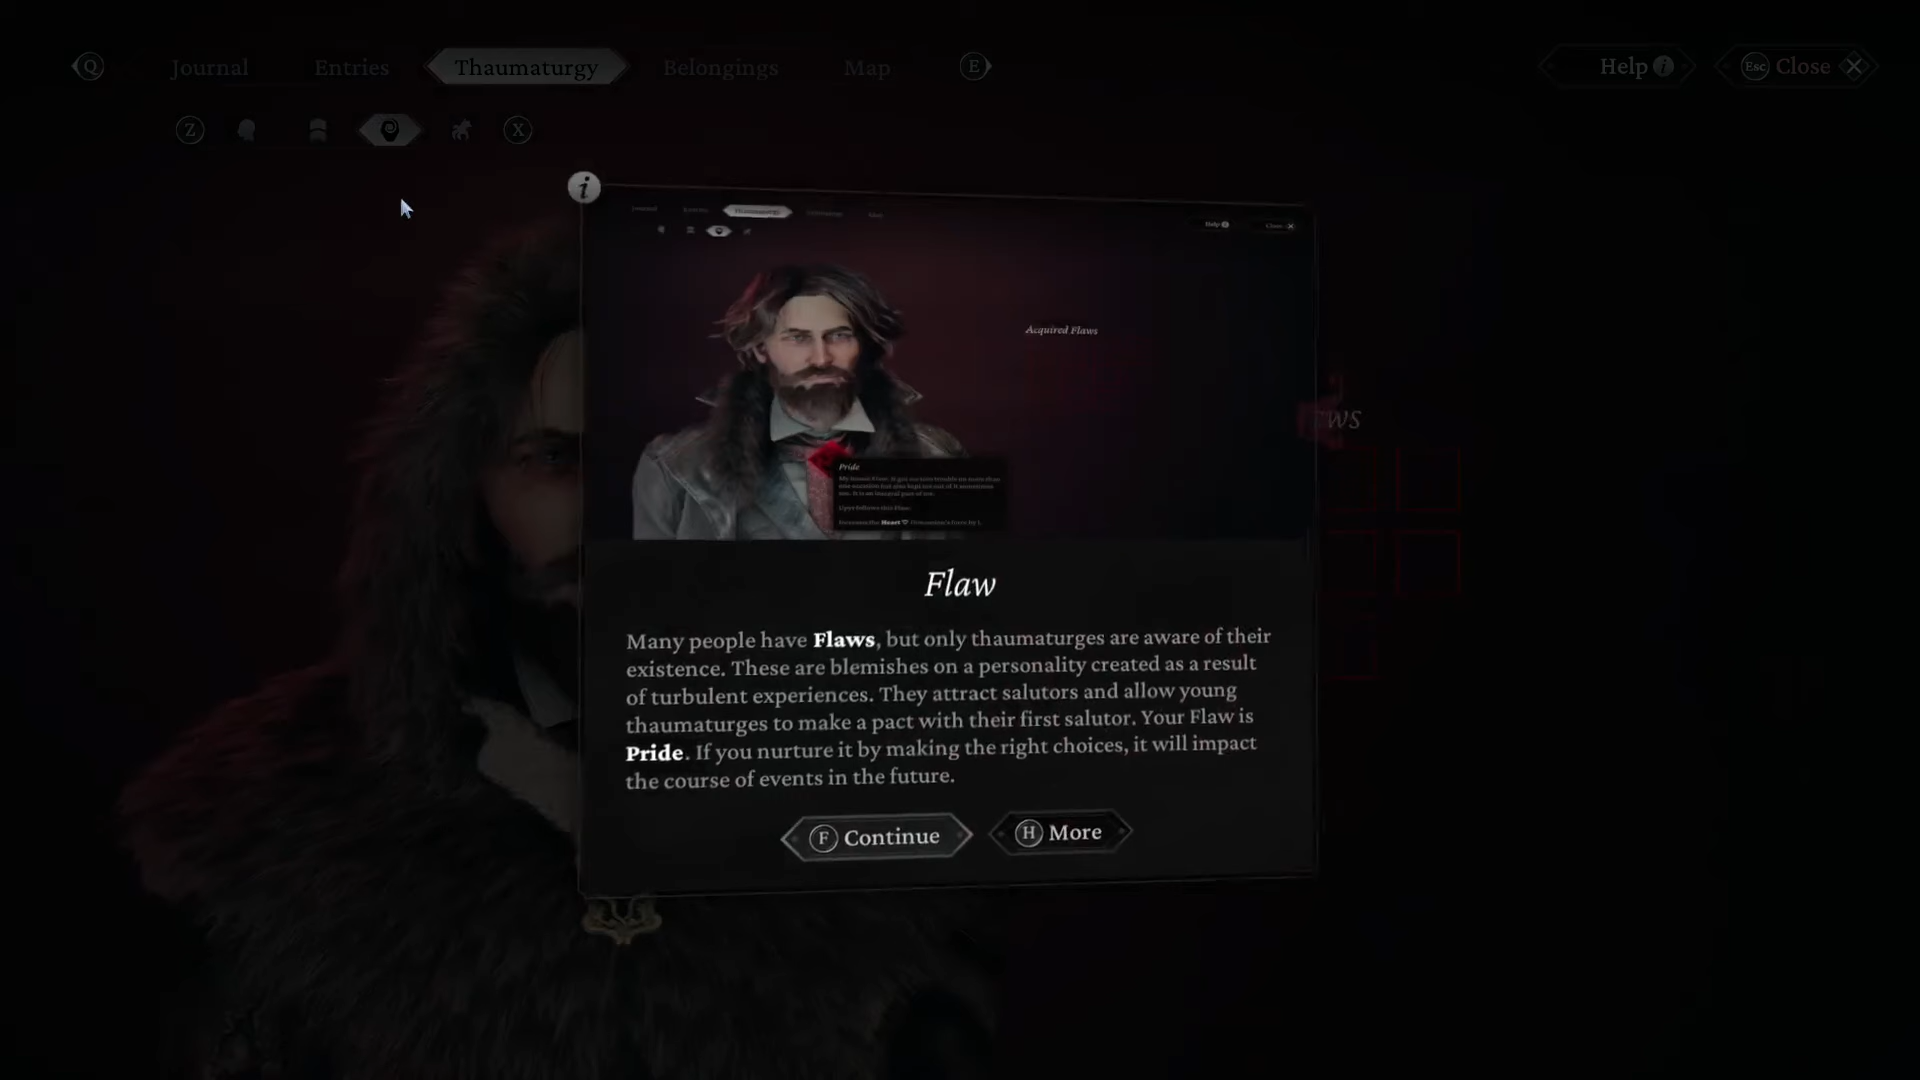 Q Journal Entries Thaumaturgy Belongings Map E Help i Esc Close X
Z X
i
Thaumaturgy Help Close
Acquired Flaws
Pride
Flaw
Many people have Flaws, but only thaumaturges are aware of their
existence. These are blemishes on a personality created as a result
of turbulent experiences. They attract salutors and allow young
thaumaturges to make a pact with their first salutor. Your Flaw is
Pride. If you nurture it by making the right choices, it will impact
the course of events in the future.
F Continue H More